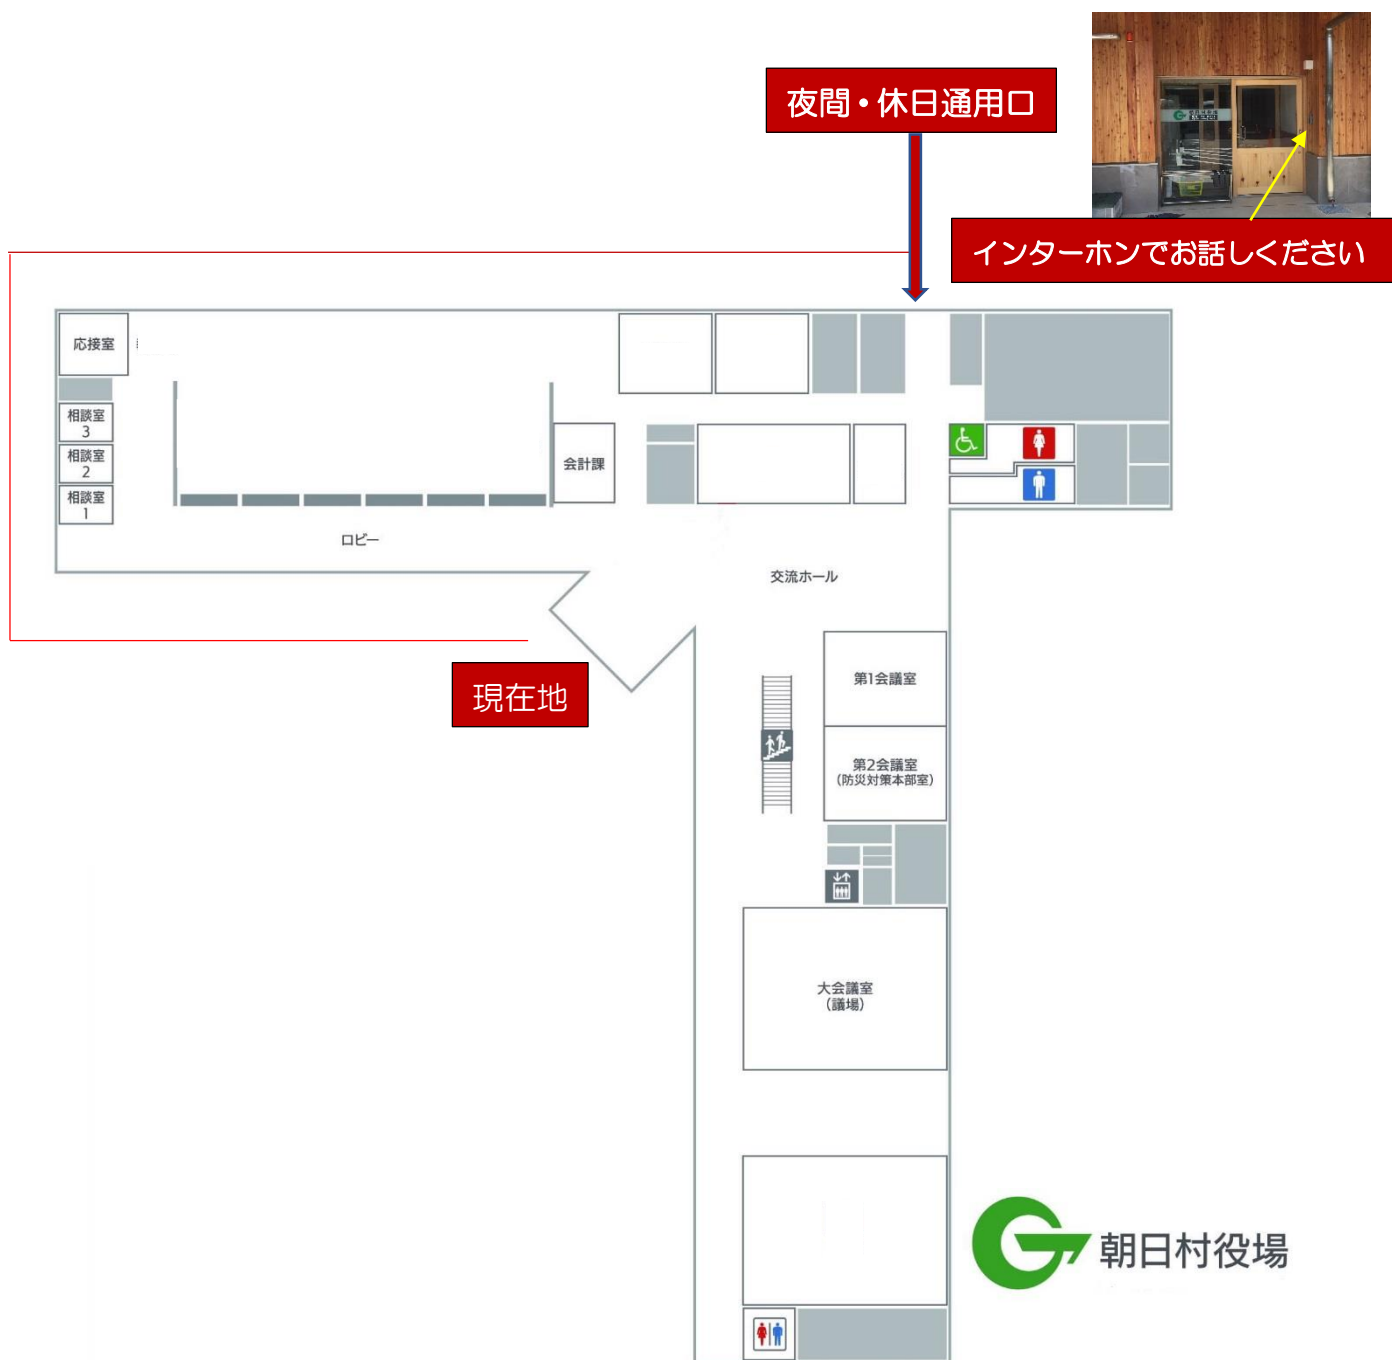 夜間・休日通用口
インターホンでお話しください
応接室
相談室
3
相談室
2
相談室
1
会計課
ロビー
交流ホール
現在地
第1会議室
第2会議室
(防災対策本部室)
大会議室
(議場)
朝日村役場